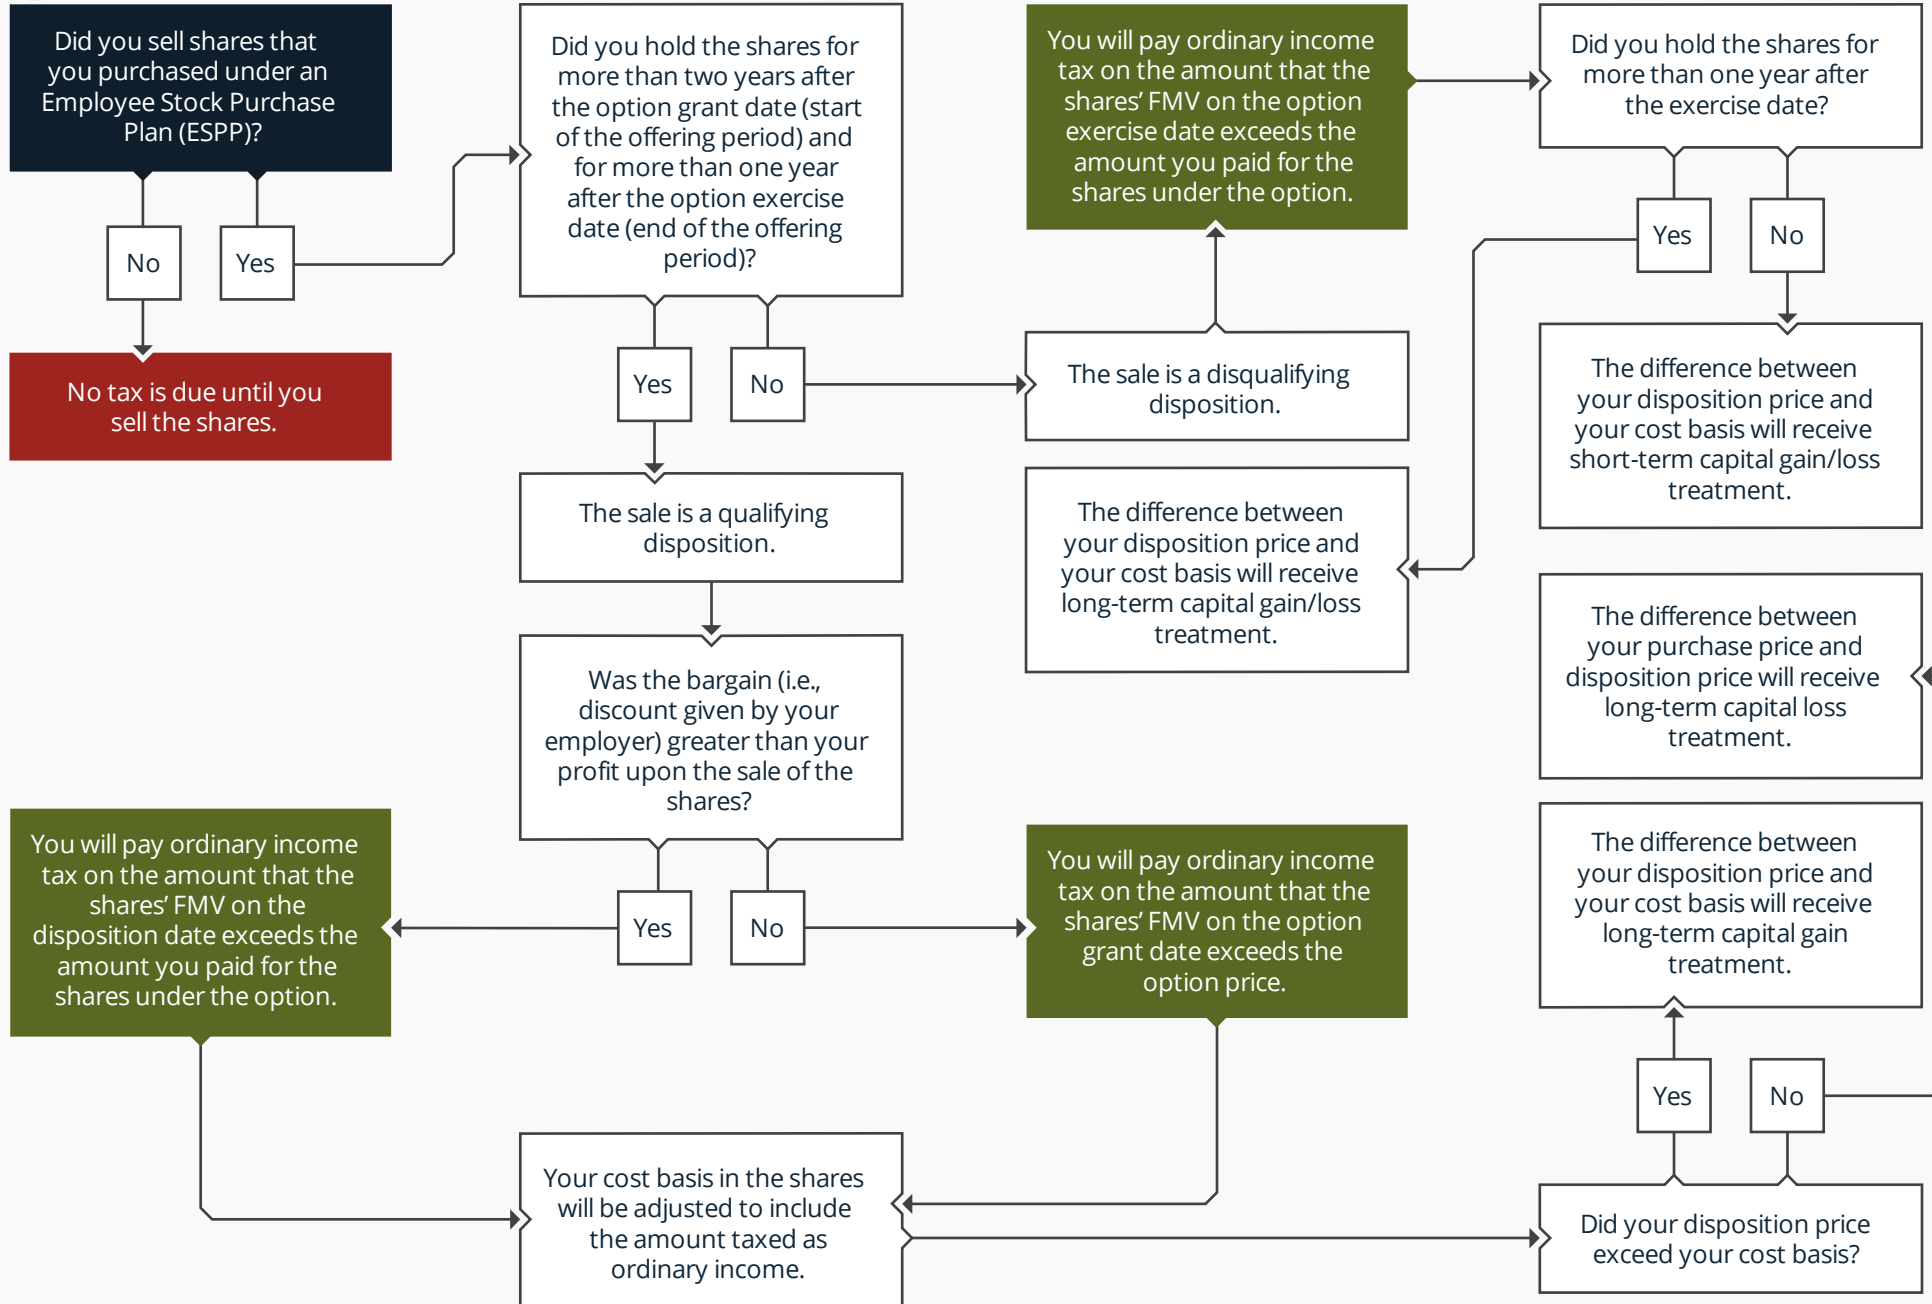 Did you sell shares that
you purchased under an
Employee Stock Purchase
Plan (ESPP)?
No
Yes
No tax is due until you
sell the shares.
Did you hold the shares for
more than two years after
the option grant date (start
of the offering period) and
for more than one year
after the option exercise
date (end of the offering
period)?
Yes
No
The sale is a disqualifying
disposition.
You will pay ordinary income
tax on the amount that the
shares’ FMV on the option
exercise date exceeds the
amount you paid for the
shares under the option.
Did you hold the shares for
more than one year after
the exercise date?
Yes
No
The difference between
your disposition price and
your cost basis will receive
short-term capital gain/loss
treatment.
The difference between
your disposition price and
your cost basis will receive
long-term capital gain/loss
treatment.
The sale is a qualifying
disposition.
Was the bargain (i.e.,
discount given by your
employer) greater than your
profit upon the sale of the
shares?
Yes
No
You will pay ordinary income
tax on the amount that the
shares’ FMV on the
disposition date exceeds the
amount you paid for the
shares under the option.
You will pay ordinary income
tax on the amount that the
shares’ FMV on the option
grant date exceeds the
option price.
Your cost basis in the shares
will be adjusted to include
the amount taxed as
ordinary income.
Did your disposition price
exceed your cost basis?
Yes
No
The difference between
your disposition price and
your cost basis will receive
long-term capital gain
treatment.
The difference between
your purchase price and
disposition price will receive
long-term capital loss
treatment.